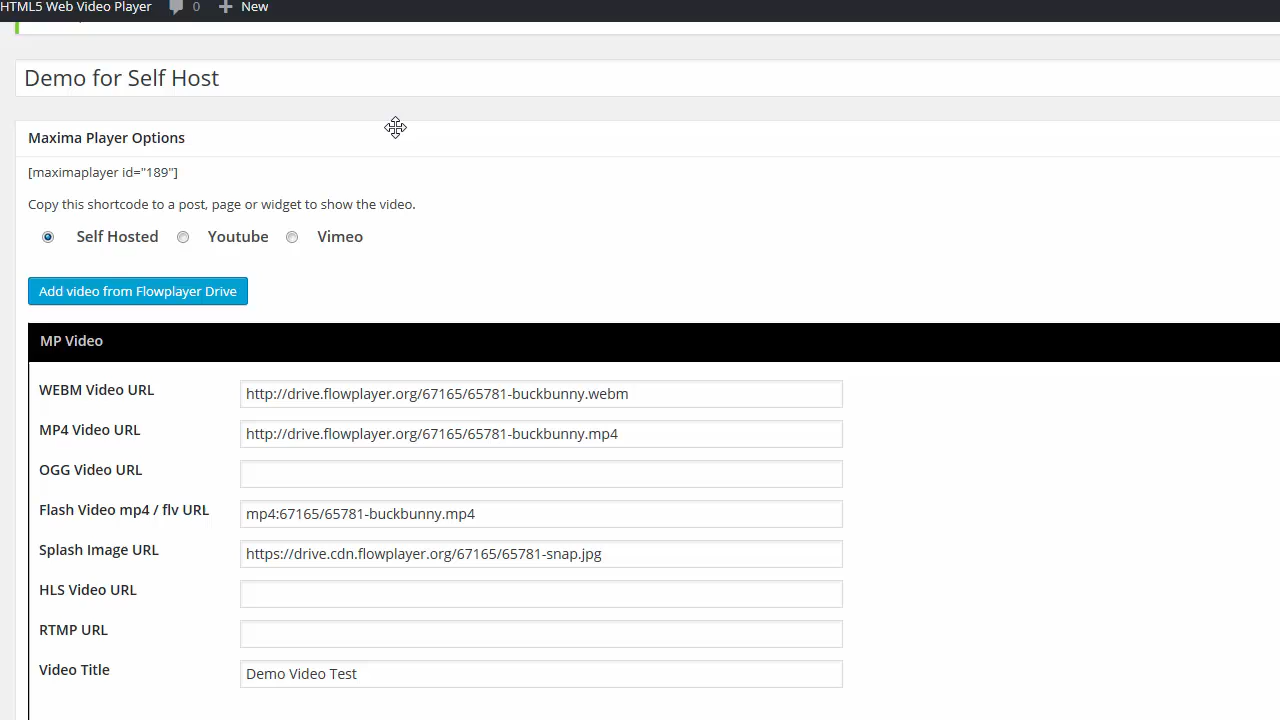 HTML5 Web Video Player 0 New
Demo for Self Host
Maxima Player Options
[maximaplayer id="189"]
Copy this shortcode to a post, page or widget to show the video.
Self Hosted Youtube Vimeo
Add video from Flowplayer Drive
MP Video
WEBM Video URL http://drive.flowplayer.org/67165/65781-buckbunny.webm
MP4 Video URL http://drive.flowplayer.org/67165/65781-buckbunny.mp4
OGG Video URL
Flash Video mp4 / flv URL mp4:67165/65781-buckbunny.mp4
Splash Image URL https://drive.cdn.flowplayer.org/67165/65781-snap.jpg
HLS Video URL
RTMP URL
Video Title Demo Video Test